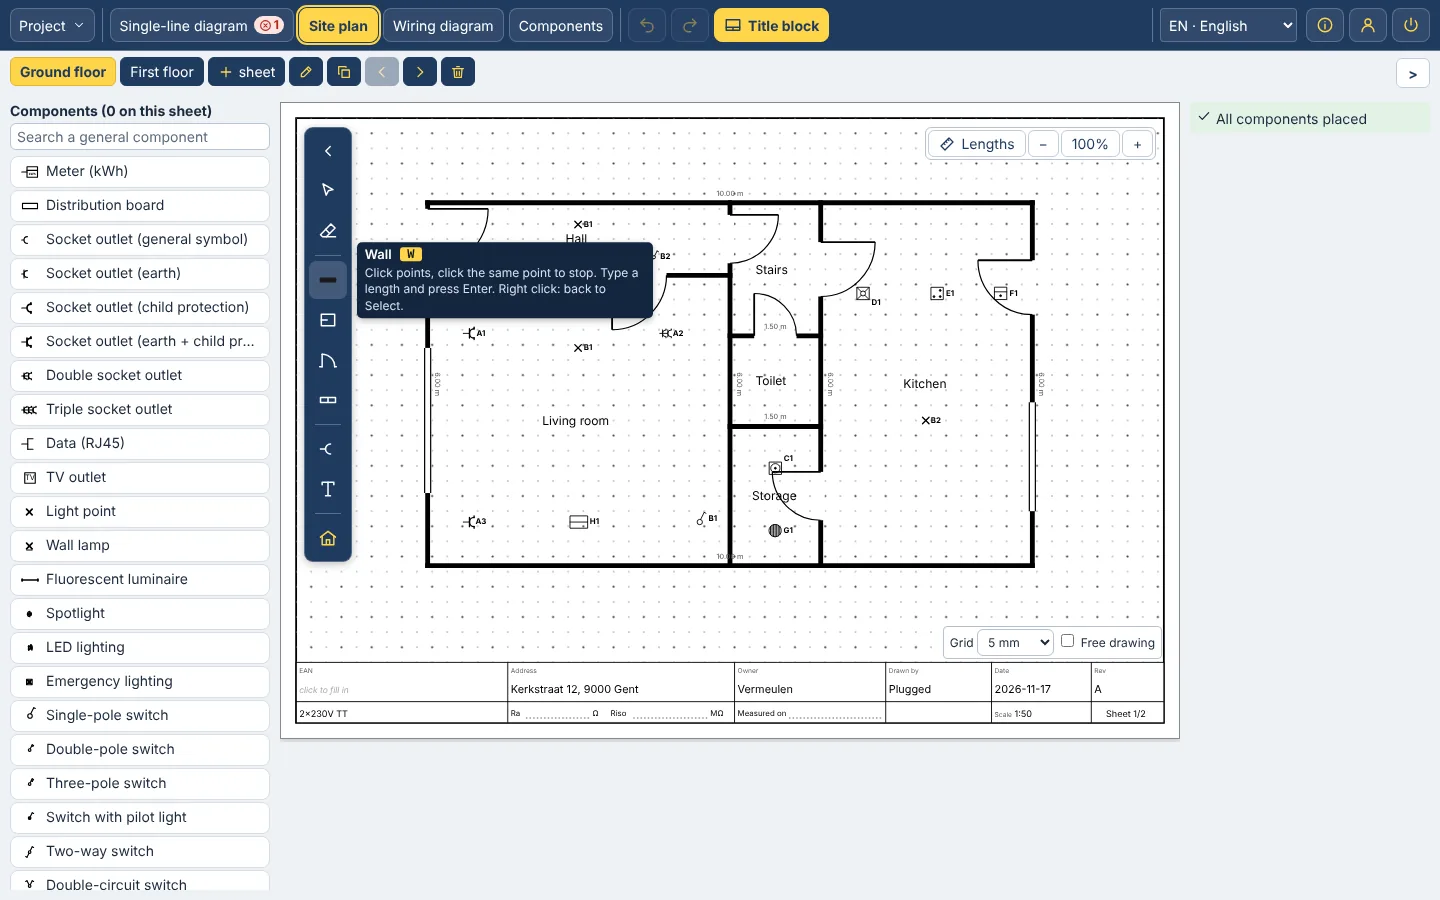 Project
Single-line diagram 1
Site plan
Wiring diagram
Components
Title block
EN · English
Ground floor
First floor
+ sheet
>
Components (0 on this sheet)
Search a general component
Meter (kWh)
Distribution board
Socket outlet (general symbol)
Socket outlet (earth)
Socket outlet (child protection)
Socket outlet (earth + child pr...
Double socket outlet
Triple socket outlet
Data (RJ45)
TV outlet
Light point
Wall lamp
Fluorescent luminaire
Spotlight
LED lighting
Emergency lighting
Single-pole switch
Double-pole switch
Three-pole switch
Switch with pilot light
Two-way switch
Double-circuit switch
Lengths
−
100%
+
10.00 m
B1
Hall
Wall W
Click points, click the same point to stop. Type a
length and press Enter. Right click: back to
Select.
B2
Stairs
D1
E1
F1
A1
A2
1.50 m
B1
6.00 m
6.00 m
Toilet
6.00 m
Kitchen
6.00 m
Living room
1.50 m
B2
C1
Storage
A3
H1
B1
G1
Grid 5 mm Free drawing
EAN
click to fill in
Address
Kerkstraat 12, 9000 Gent
Owner
Vermeulen
Drawn by
Plugged
Date
2026-11-17
Rev
A
2×230V TT
Ra Ω Riso MΩ
Measured on
Scale 1:50
Sheet 1/2
All components placed